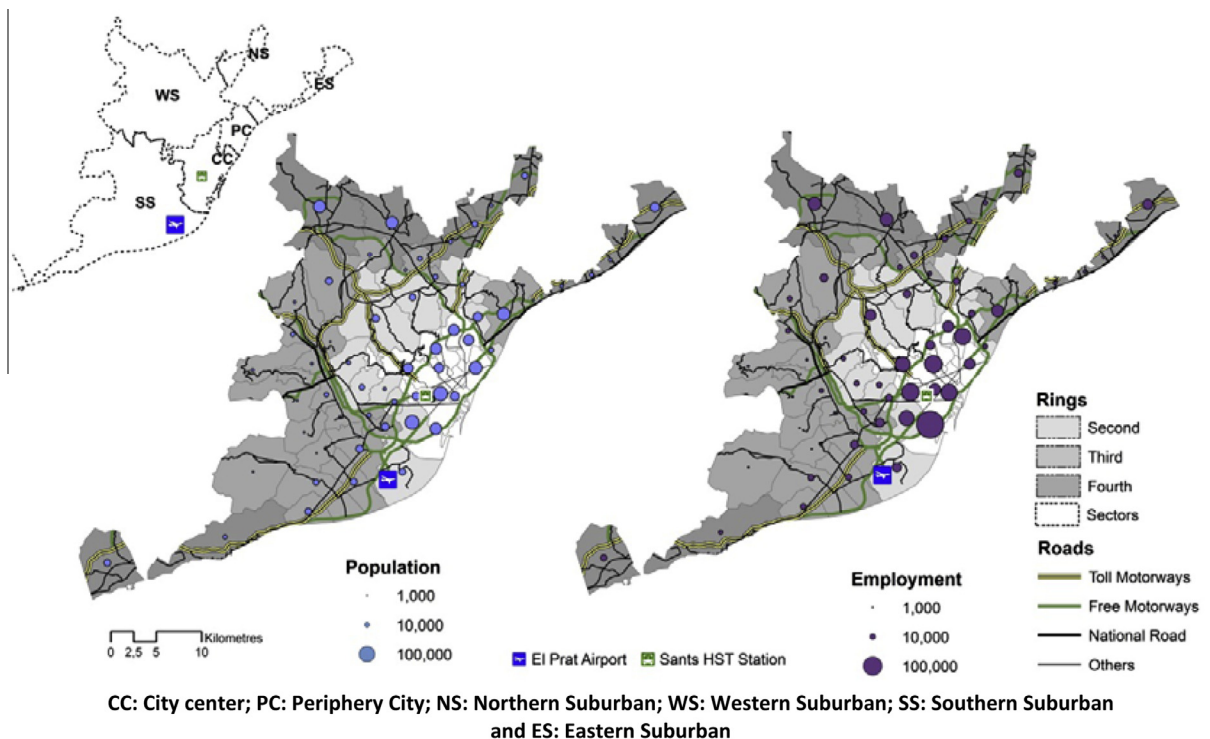 NS
WS
ES
PC
CC
SS
Population
1,000
10,000
100,000
Kilometres
0 2,5 5 10
El Prat Airport
Sants HST Station
Employment
1,000
10,000
100,000
Rings
Second
Third
Fourth
Sectors
Roads
Toll Motorways
Free Motorways
National Road
Others
CC: City center; PC: Periphery City; NS: Northern Suburban; WS: Western Suburban; SS: Southern Suburban
and ES: Eastern Suburban